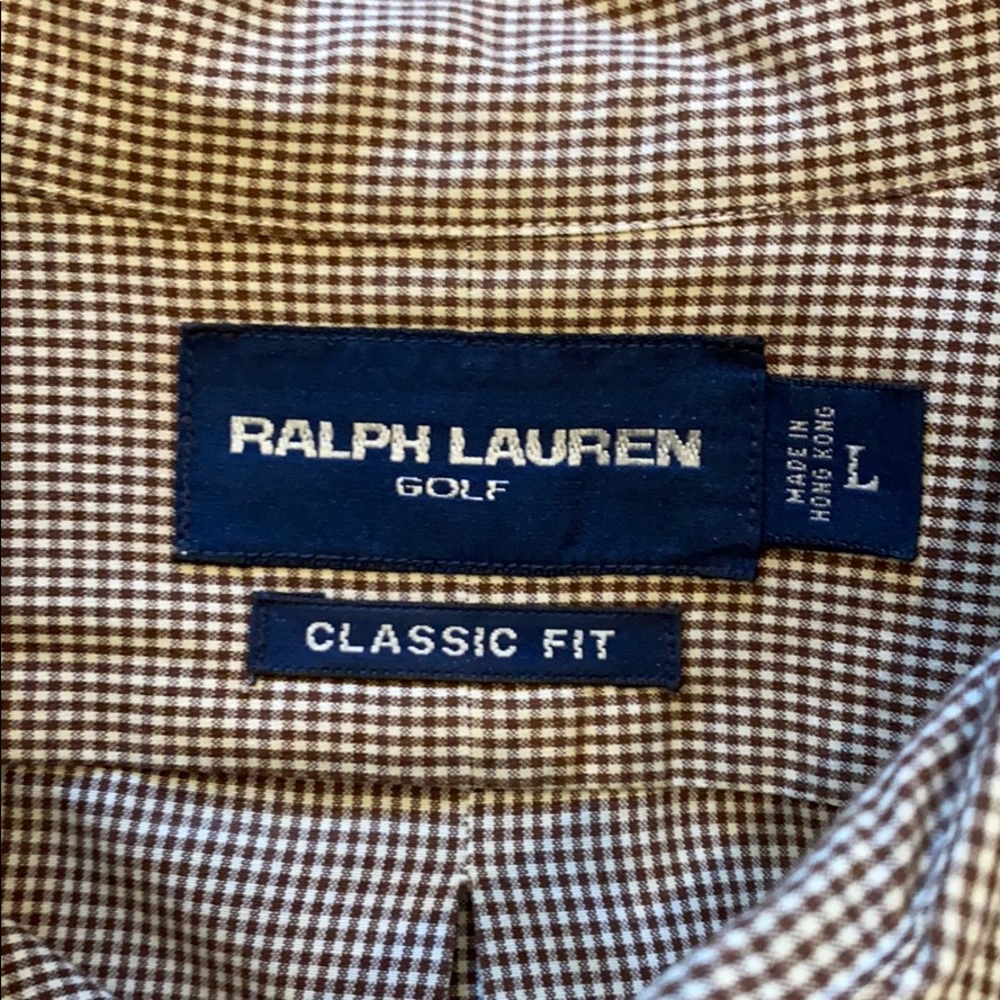 RALPH LAUREN
GOLF
MADE IN
HONG KONG
L
CLASSIC FIT